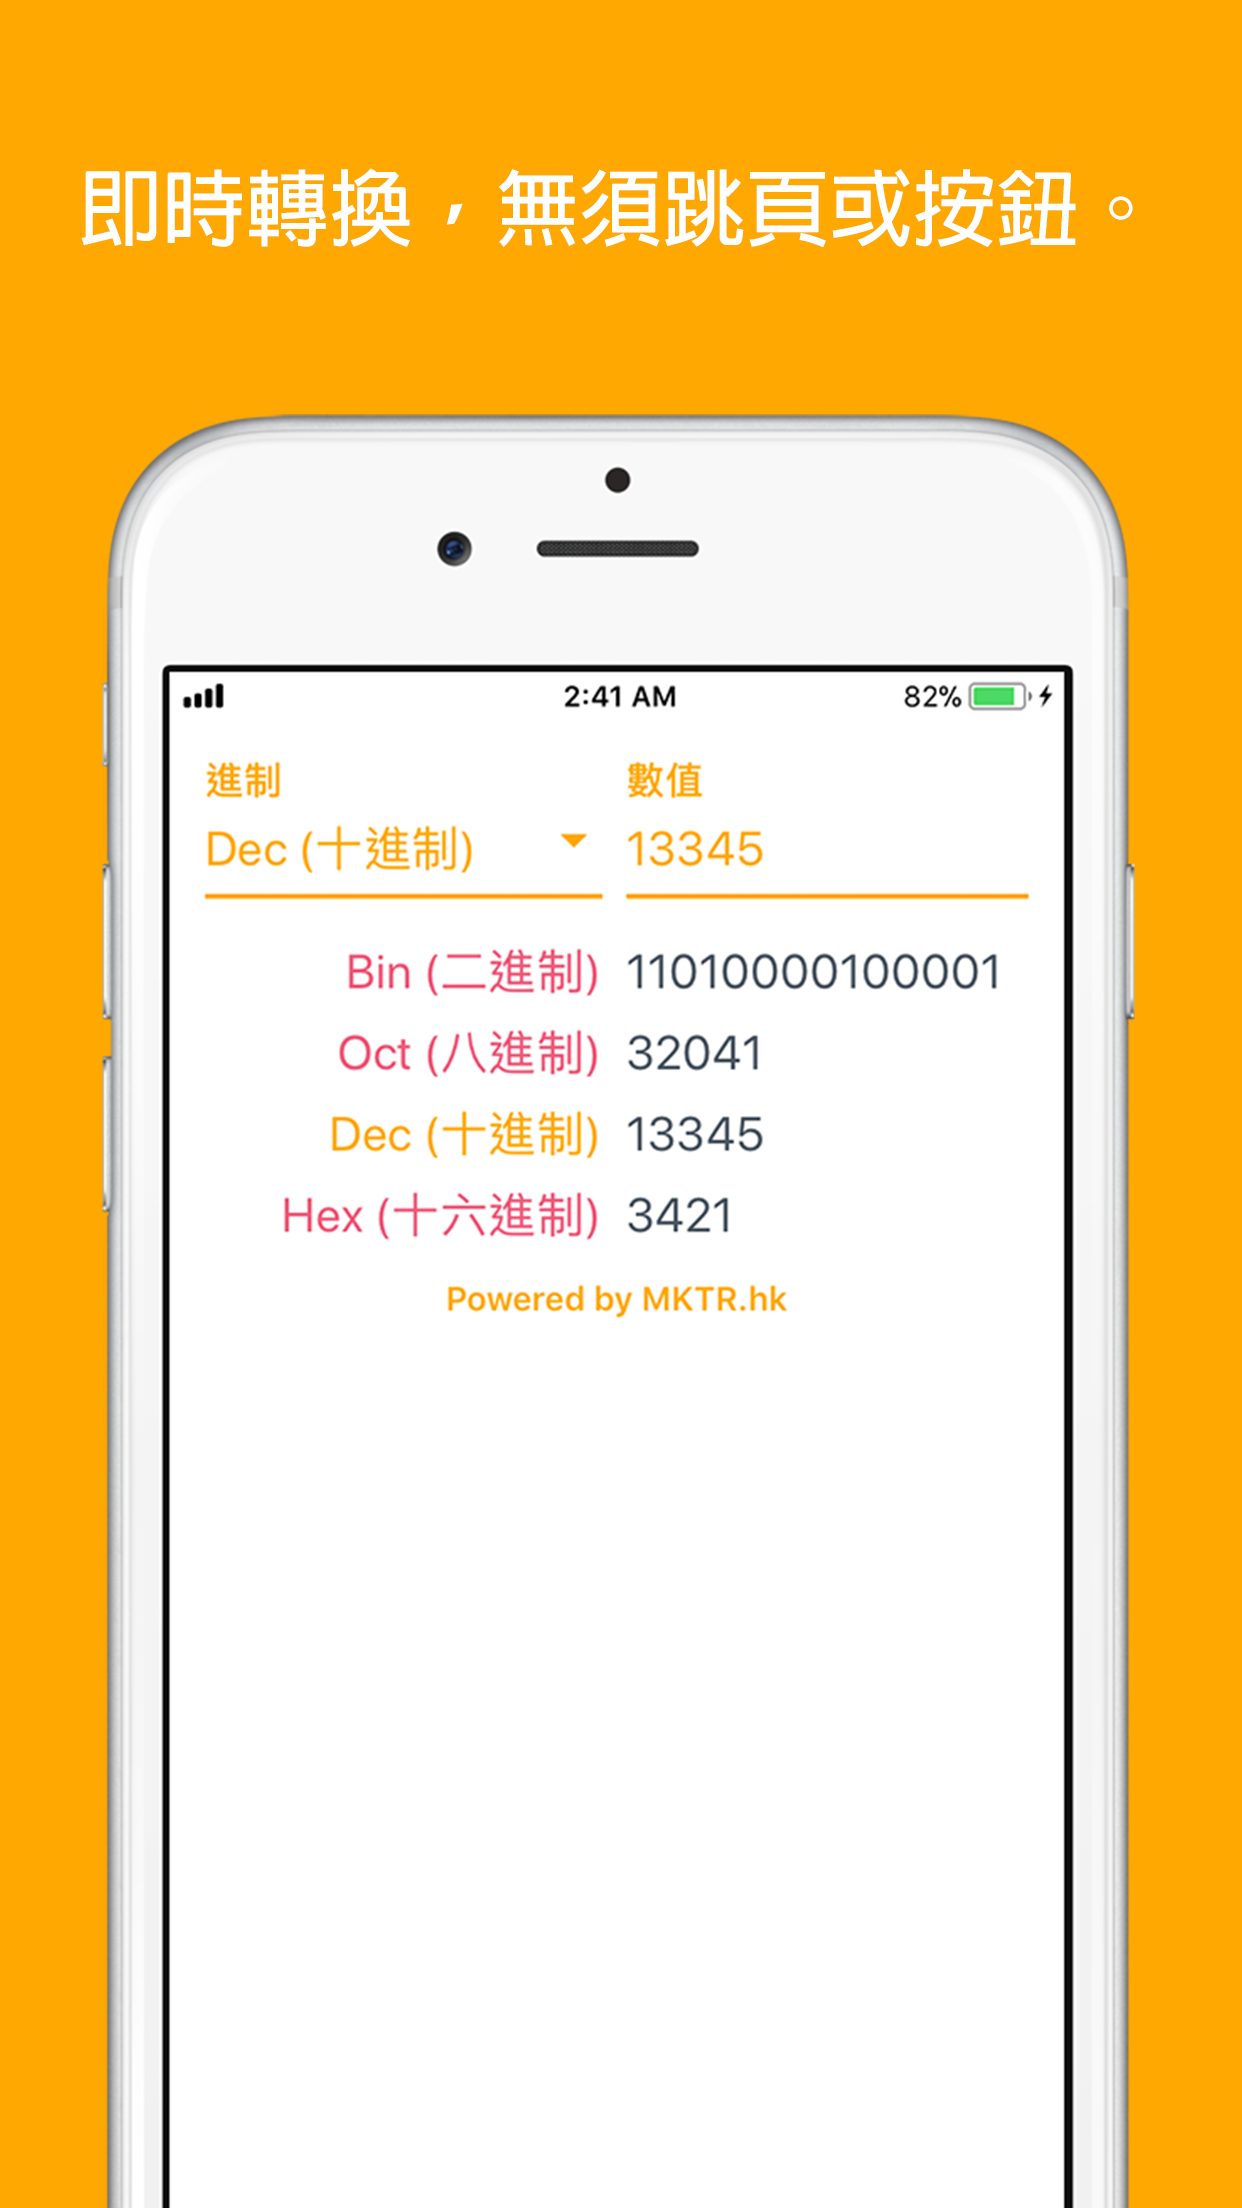 即時轉換，無須跳頁或按鈕。
2:41 AM 82%
進制 數值
Dec (十進制) 13345
Bin (二進制) 11010000100001
Oct (八進制) 32041
Dec (十進制) 13345
Hex (十六進制) 3421
Powered by MKTR.hk